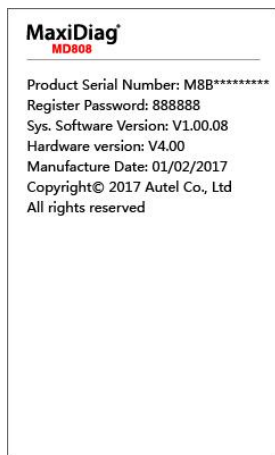 MaxiDiag
MD808
Product Serial Number: M8B*********
Register Password: 888888
Sys. Software Version: V1.00.08
Hardware version: V4.00
Manufacture Date: 01/02/2017
Copyright© 2017 Autel Co., Ltd
All rights reserved